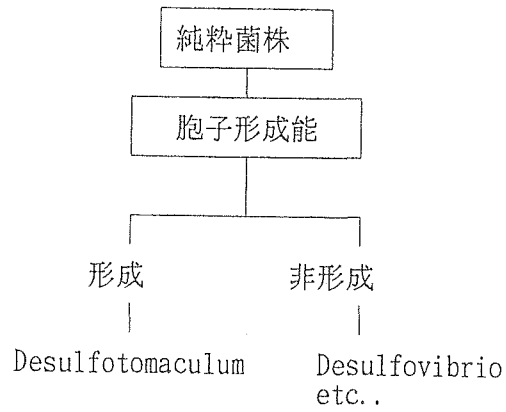 純粋菌株
胞子形成能
形成
非形成
Desulfotomaculum
Desulfovibrio
etc..